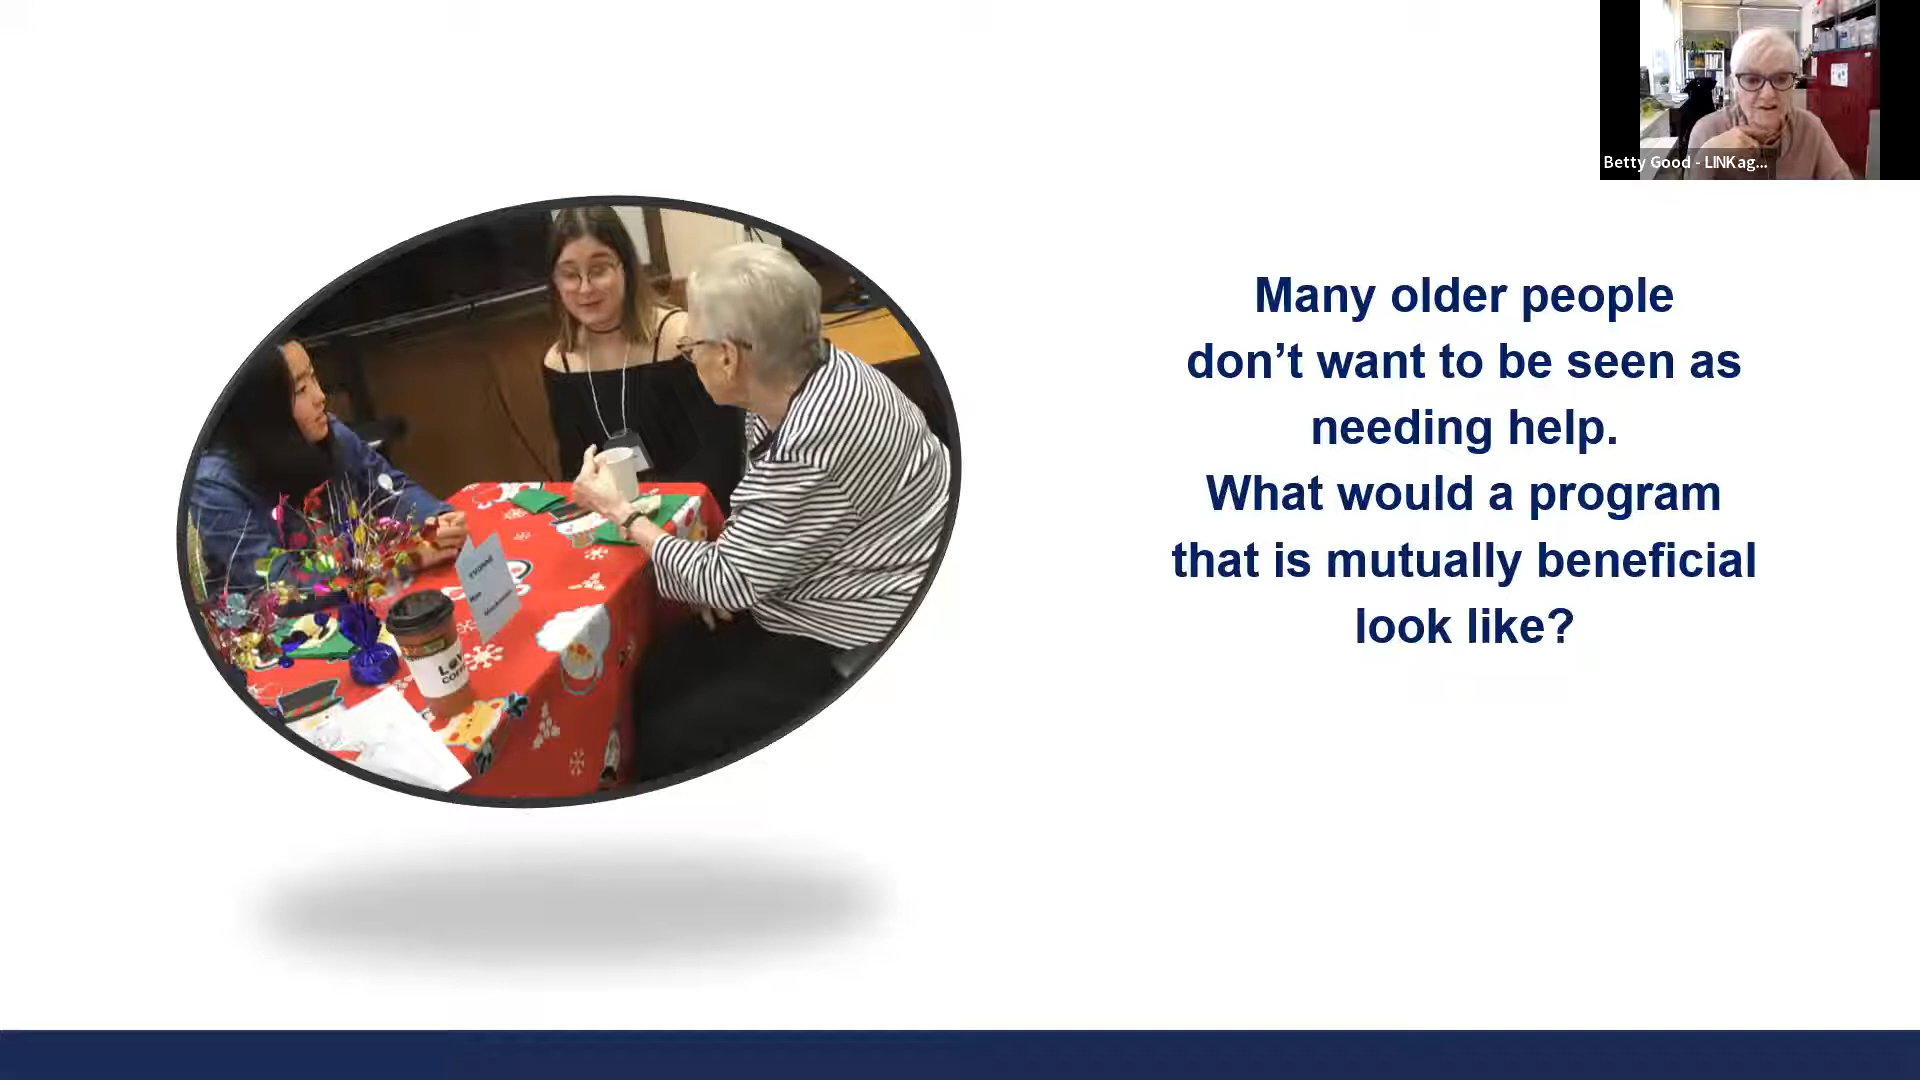 Betty Good - LINKag...
Many older people
don’t want to be seen as
needing help.
What would a program
that is mutually beneficial
look like?
YVONNE